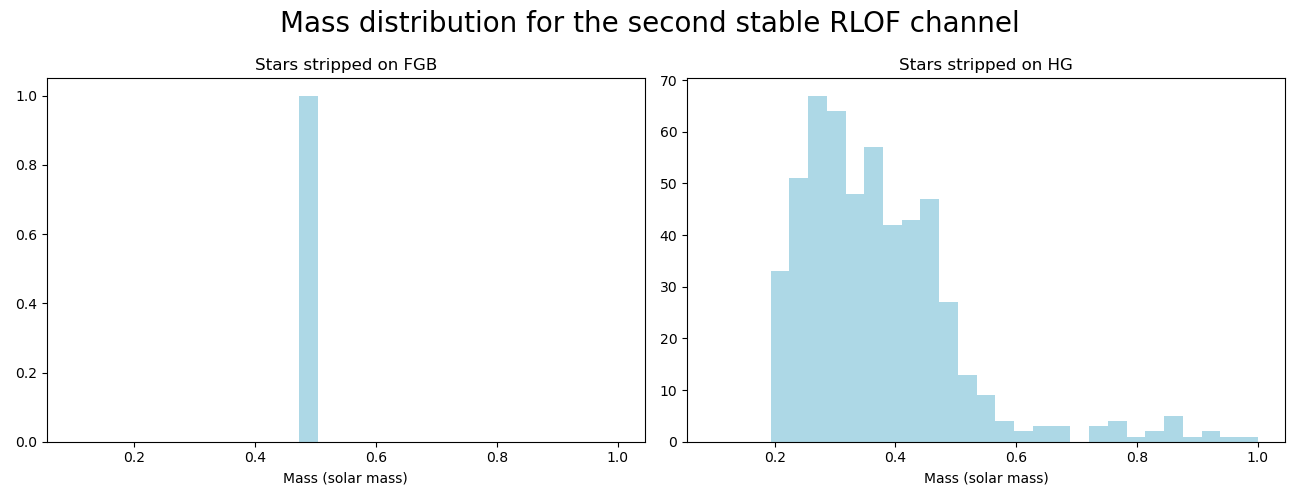 Mass distribution for the second stable RLOF channel
Stars stripped on FGB
1.0
0.8
0.6
0.4
0.2
0.0
0.2 0.4 0.6 0.8 1.0
Mass (solar mass)
Stars stripped on HG
70
60
50
40
30
20
10
0
0.2 0.4 0.6 0.8 1.0
Mass (solar mass)